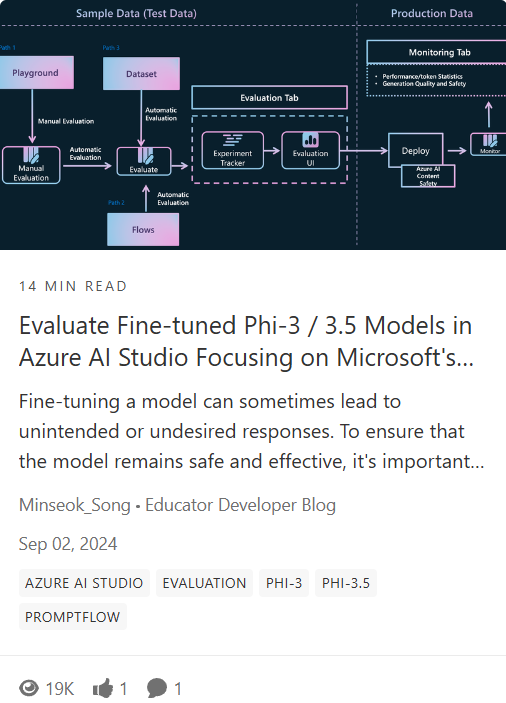 Sample Data (Test Data)
Production Data
Path 1
Path 3
Playground
Dataset
Monitoring Tab
• Performance/token Statistics
• Generation Quality and Safety
Evaluation Tab
Manual Evaluation
Automatic
Evaluation
Automatic
Evaluation
Manual
Evaluation
Evaluate
Experiment
Tracker
Evaluation
UI
Deploy
Azure AI
Content
Safety
Monitor
Automatic
Evaluation
Path 2
Flows
14 MIN READ
Evaluate Fine-tuned Phi-3 / 3.5 Models in
Azure AI Studio Focusing on Microsoft's...
Fine-tuning a model can sometimes lead to
unintended or undesired responses. To ensure that
the model remains safe and effective, it's important...
Minseok_Song • Educator Developer Blog
Sep 02, 2024
AZURE AI STUDIO EVALUATION PHI-3 PHI-3.5
PROMPTFLOW
19K 1 1